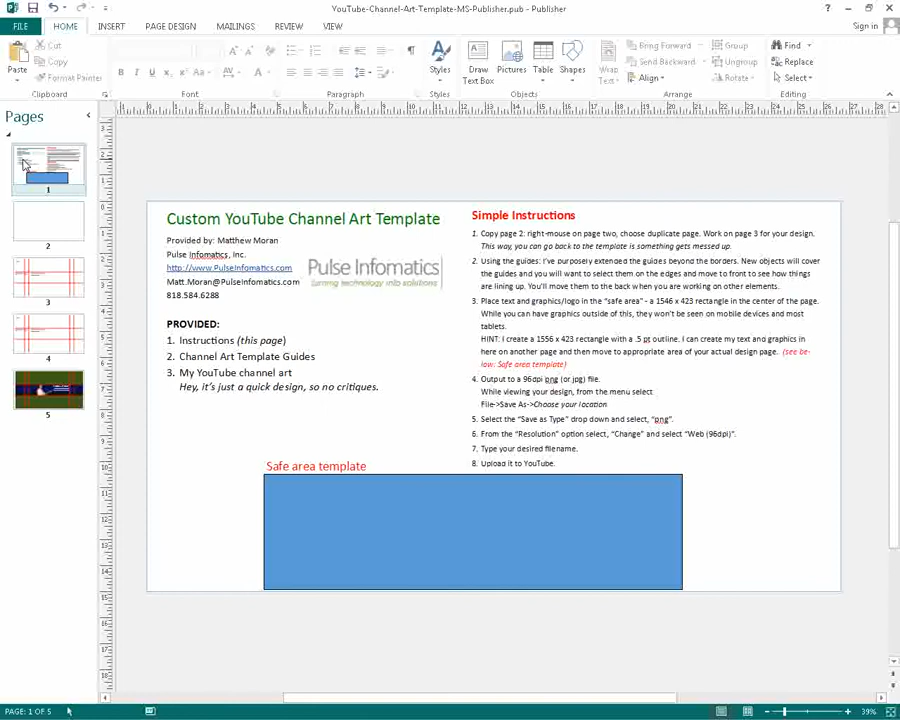 YouTube-Channel-Art-Template-MS-Publisher.pub - Publisher
FILE HOME INSERT PAGE DESIGN MAILINGS REVIEW VIEW
Sign in
Paste
Cut
Copy
Format Painter
Clipboard
Font
Paragraph
Styles
Styles
Draw Text Box
Pictures
Table
Shapes
Objects
Wrap Text
Bring Forward
Send Backward
Align
Group
Ungroup
Rotate
Arrange
Find
Replace
Select
Editing
Pages
1
2
3
4
5
Custom YouTube Channel Art Template
Provided by: Matthew Moran
Pulse Infomatics, Inc.
http://www.PulseInfomatics.com
Matt.Moran@PulseInfomatics.com
818.584.6288
Pulse Infomatics
turning technology into solutions
PROVIDED:
1. Instructions (this page)
2. Channel Art Template Guides
3. My YouTube channel art
Hey, it's just a quick design, so no critiques.
Simple Instructions
1. Copy page 2: right-mouse on page two, choose duplicate page. Work on page 3 for your design.
This way, you can go back to the template is something gets messed up.
2. Using the guides: I've purposely extended the guides beyond the borders. New objects will cover
the guides and you will want to select them on the edges and move to front to see how things
are lining up. You'll move them to the back when you are working on other elements.
3. Place text and graphics/logo in the "safe area" - a 1546 x 423 rectangle in the center of the page.
While you can have graphics outside of this, they won't be seen on mobile devices and most
tablets.
HINT: I create a 1556 x 423 rectangle with a .5 pt outline. I can create my text and graphics in
here on another page and then move to appropriate area of your actual design page. (see be-
low: Safe area template)
4. Output to a 96dpi png (or jpg) file.
While viewing your design, from the menu select
File->Save As->Choose your location
5. Select the "Save as Type" drop down and select, "png".
6. From the "Resolution" option select, "Change" and select "Web (96dpi)".
7. Type your desired filename.
8. Upload it to YouTube.
Safe area template
PAGE: 1 OF 5
39%